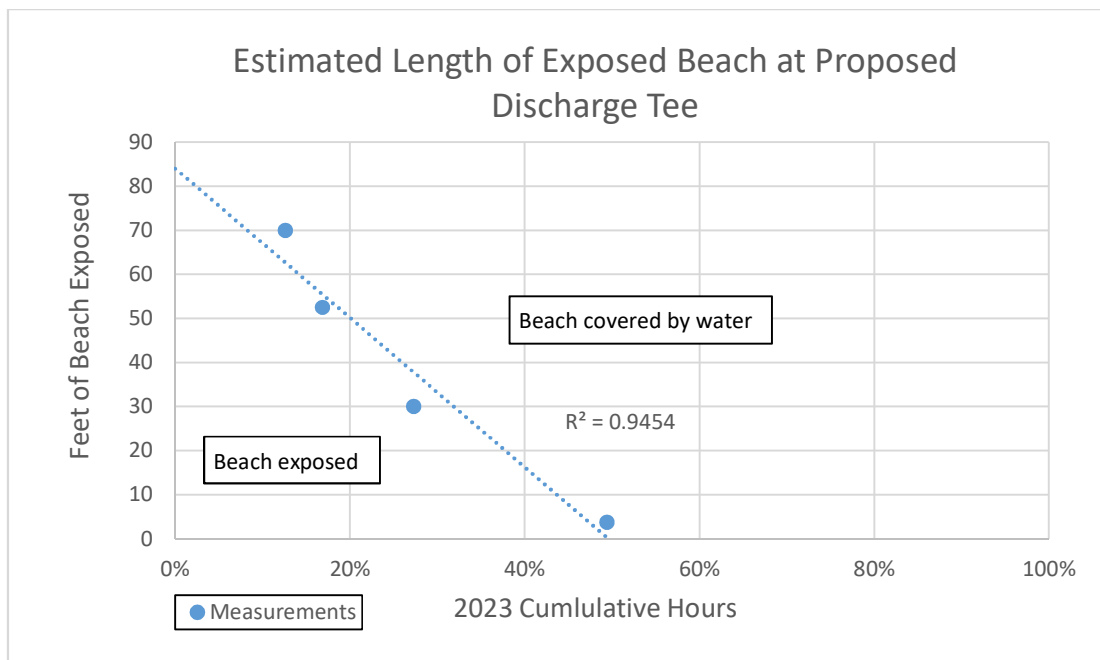 Estimated Length of Exposed Beach at Proposed
Discharge Tee
Feet of Beach Exposed
90
80
70
60
50
40
30
20
10
0
Beach covered by water
R² = 0.9454
Beach exposed
0% 20% 40% 60% 80% 100%
2023 Cumlulative Hours
Measurements